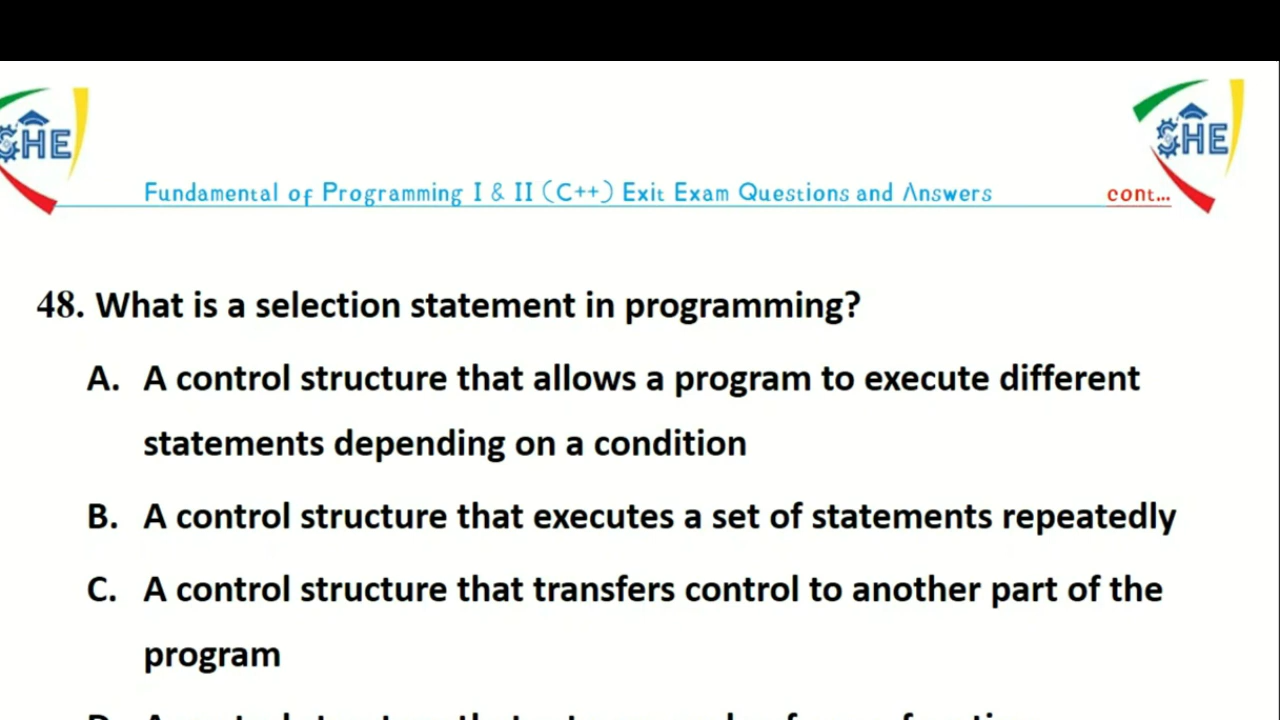 SHE
SHE
Fundamental of Programming I & II (C++) Exit Exam Questions and Answers cont...
48. What is a selection statement in programming?
A. A control structure that allows a program to execute different
statements depending on a condition
B. A control structure that executes a set of statements repeatedly
C. A control structure that transfers control to another part of the
program